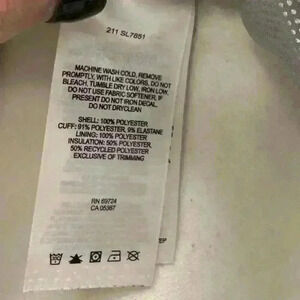 211 SL7851
MACHINE WASH COLD, REMOVE
PROMPTLY, WITH LIKE COLORS, DO NOT
BLEACH, TUMBLE DRY LOW, IRON LOW,
DO NOT USE FABRIC SOFTENER, IF
PRESENT DO NOT IRON DECAL.
DO NOT DRYCLEAN
SHELL: 100% POLYESTER
CUFF: 91% POLYESTER, 9% ELASTANE
LINING: 100% POLYESTER
INSULATION: 50% POLYESTER,
50% RECYCLED POLYESTER
EXCLUSIVE OF TRIMMING
RN 69724
CA 05367